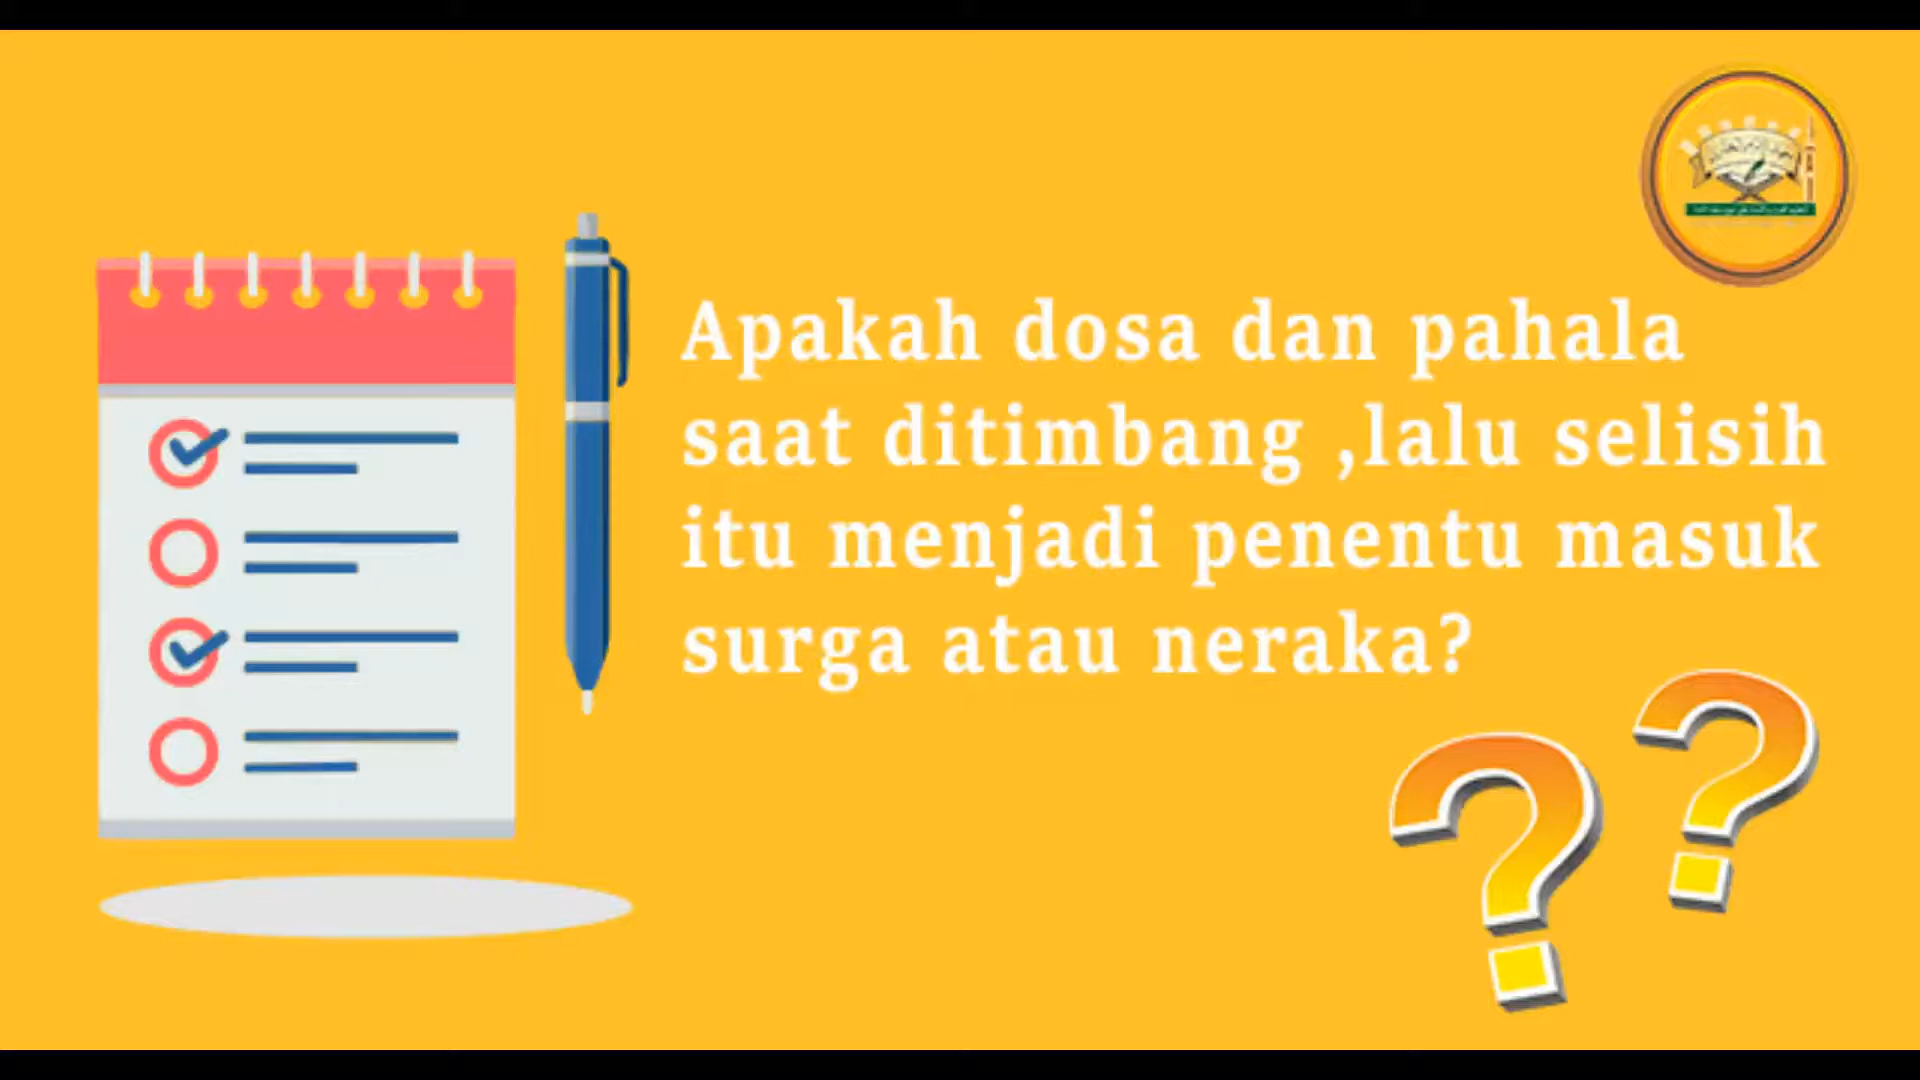 Apakah dosa dan pahala
saat ditimbang ,lalu selisih
itu menjadi penentu masuk
surga atau neraka?